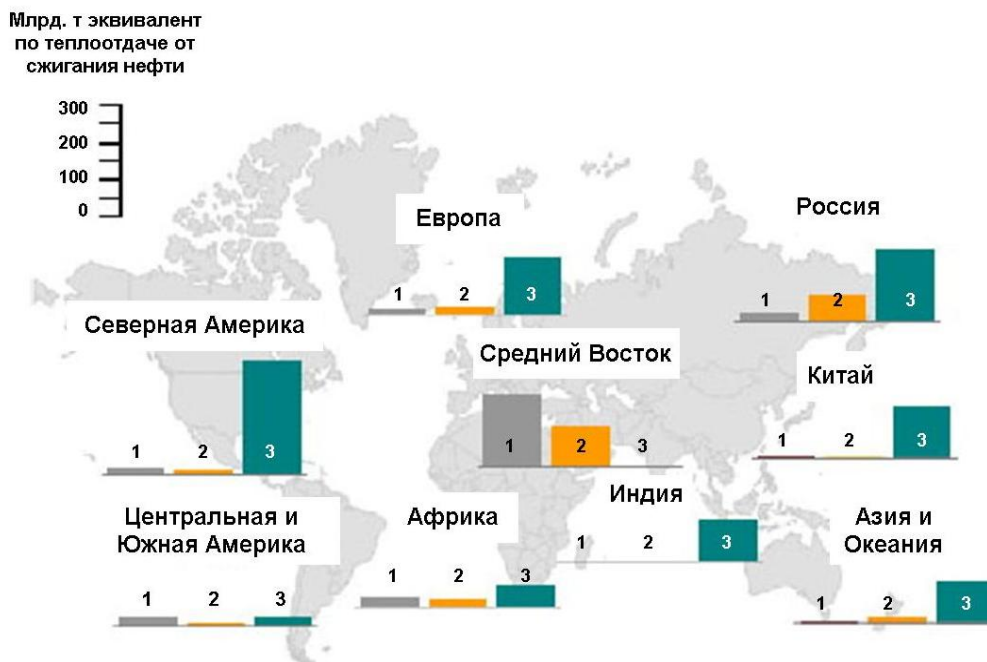 Млрд. т эквивалент
по теплоотдаче от
сжигания нефти
300
200
100
0
Европа
1 2 3
Россия
1 2 3
Северная Америка
1 2 3
Средний Восток
1 2 3
Китай
1 2 3
Центральная и
Южная Америка
1 2 3
Африка
1 2 3
Индия
1 2 3
Азия и
Океания
1 2 3